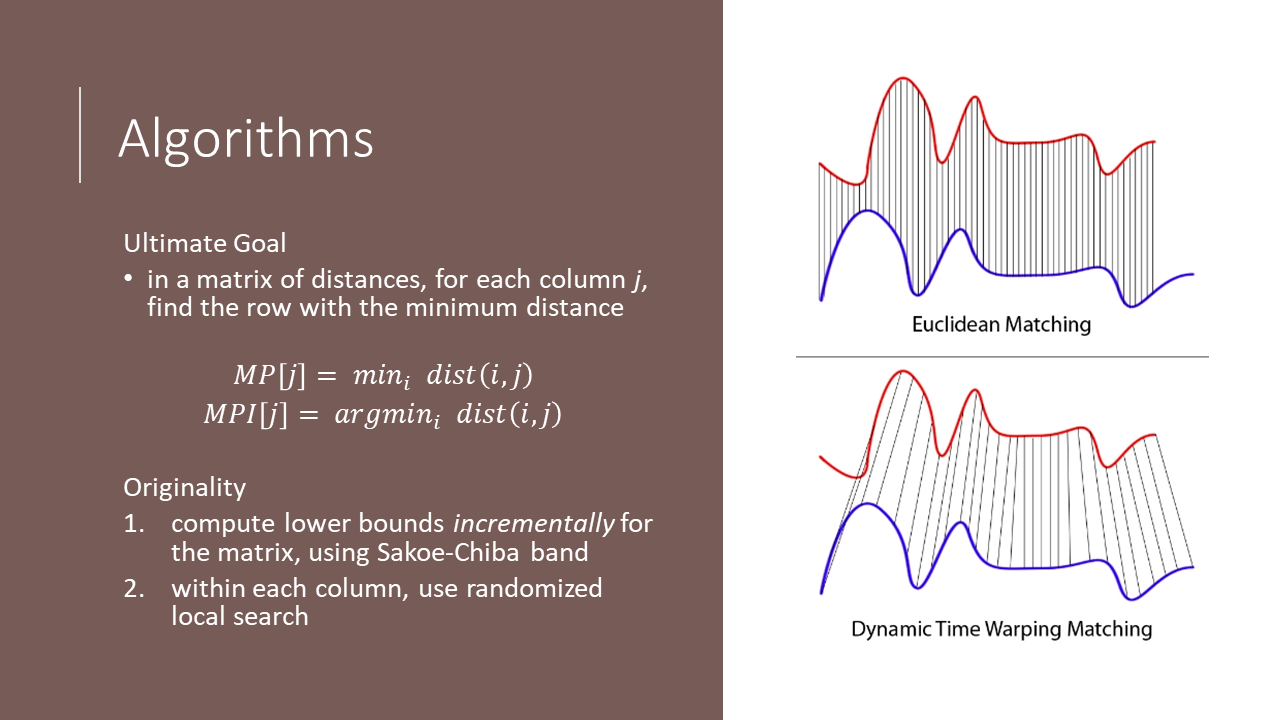 Algorithms
Ultimate Goal
• in a matrix of distances, for each column j,
find the row with the minimum distance
MP[j] = min_i dist(i, j)
MPI[j] = argmin_i dist(i, j)
Originality
1. compute lower bounds incrementally for
the matrix, using Sakoe-Chiba band
2. within each column, use randomized
local search
Euclidean Matching
Dynamic Time Warping Matching